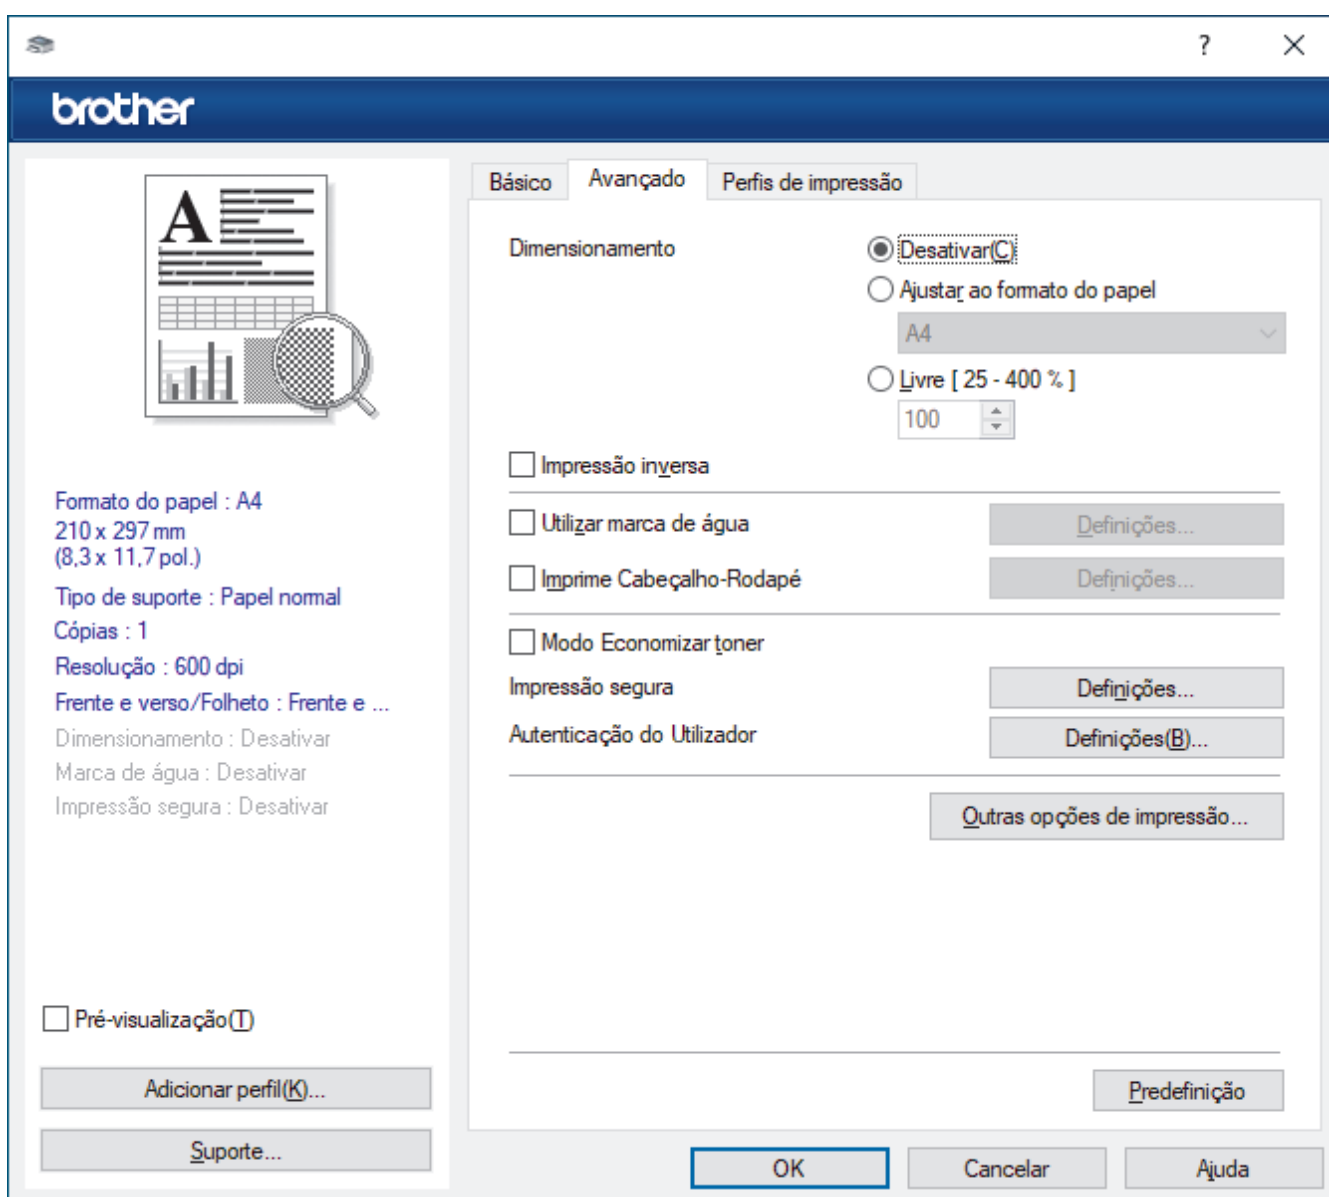 ?
brother
A
Formato do papel : A4
210 x 297 mm
(8,3 x 11,7 pol.)
Tipo de suporte : Papel normal
Cópias : 1
Resolução : 600 dpi
Frente e verso/Folheto : Frente e ...
Dimensionamento : Desativar
Marca de água : Desativar
Impressão segura : Desativar
Pré-visualização(T)
Adicionar perfil(K)...
Suporte...
Básico
Avançado
Perfis de impressão
Dimensionamento
Desativar(C)
Ajustar ao formato do papel
A4
Livre [ 25 - 400 % ]
100
Impressão inversa
Utilizar marca de água
Definições...
Imprime Cabeçalho-Rodapé
Definições...
Modo Economizar toner
Impressão segura
Definições...
Autenticação do Utilizador
Definições(B)...
Outras opções de impressão...
Predefinição
OK
Cancelar
Ajuda